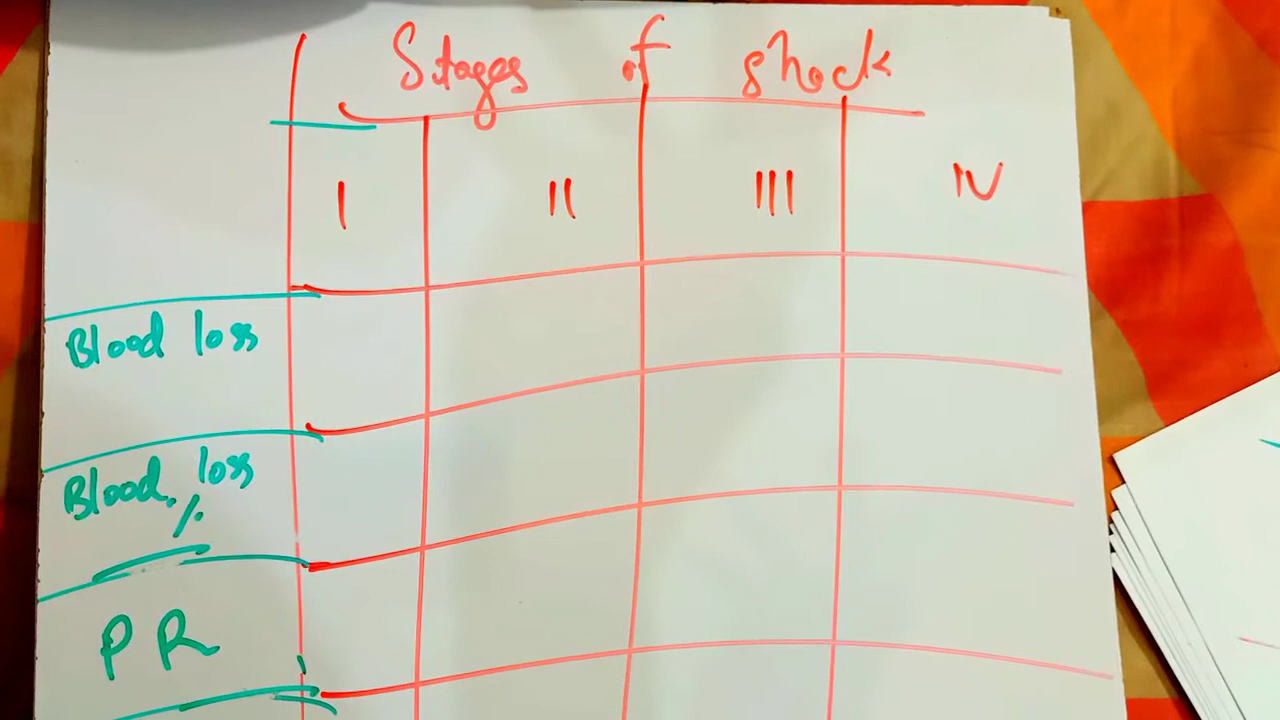 Stages of shock
I II III IV
Blood loss
Blood loss
%
PR